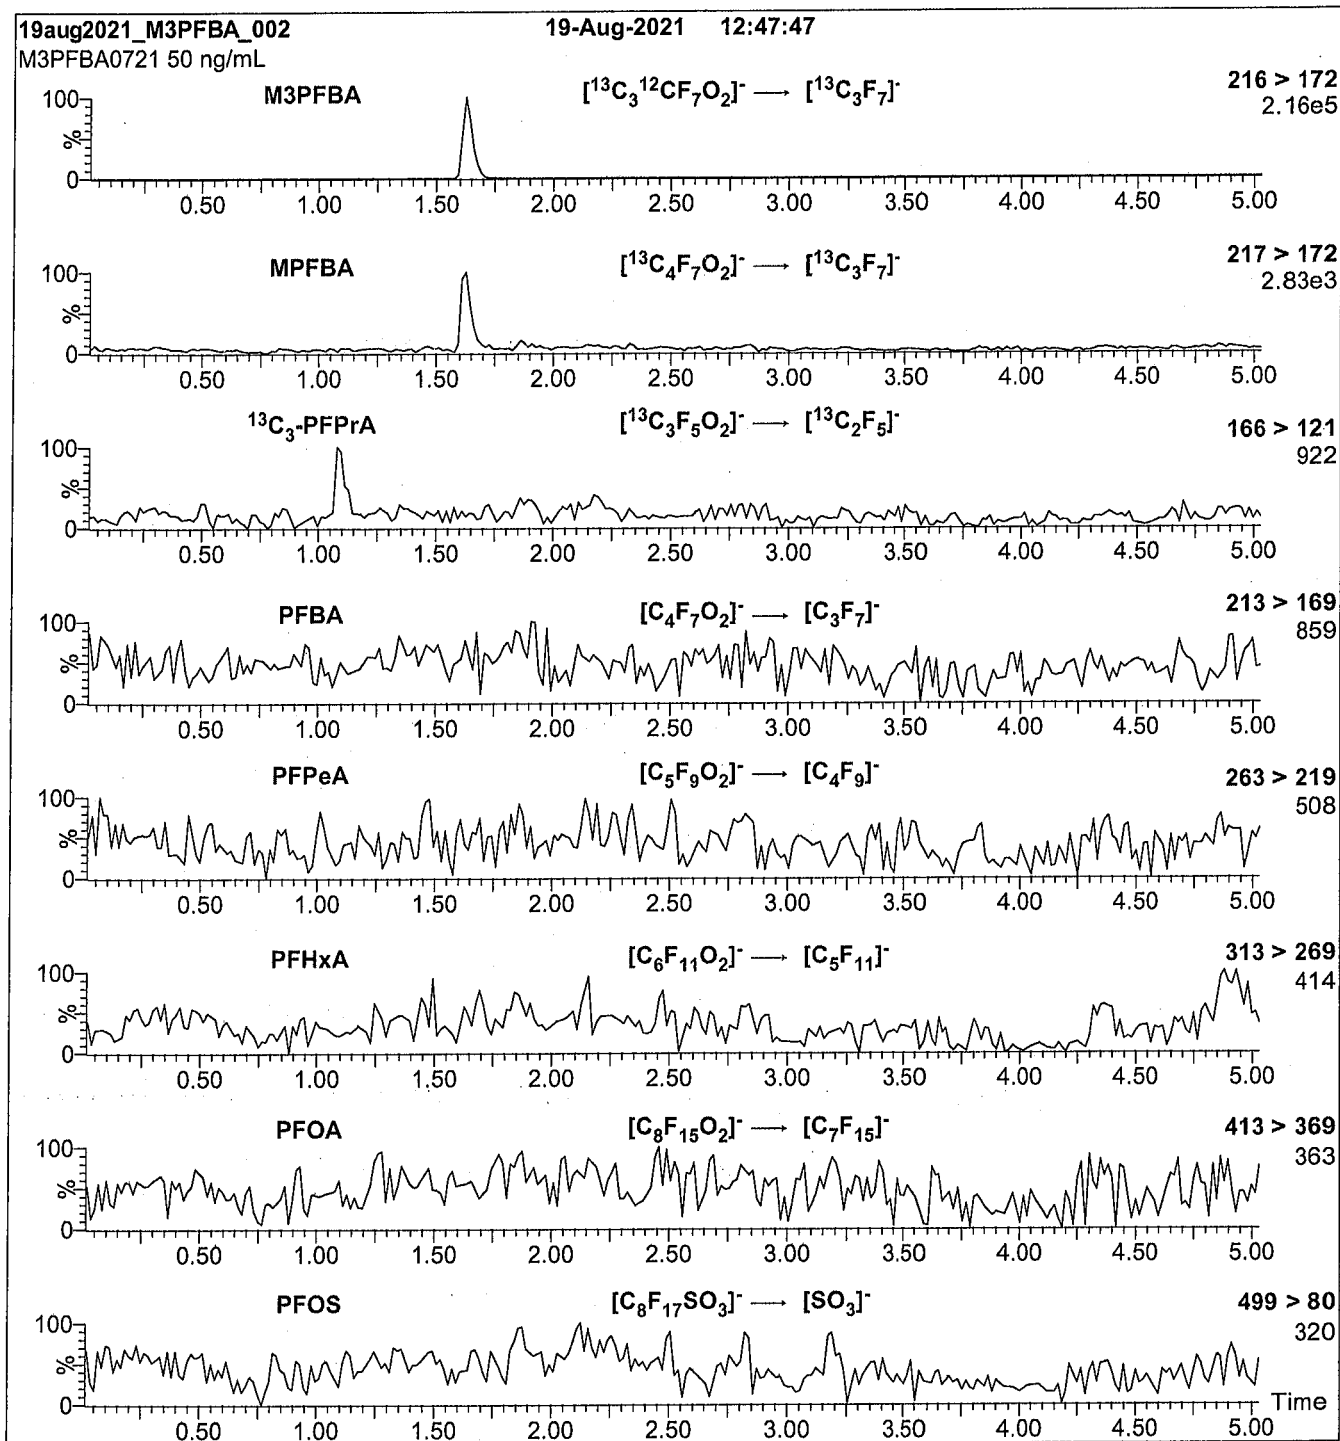 19aug2021_M3PFBA_002 19-Aug-2021 12:47:47
M3PFBA0721 50 ng/mL
M3PFBA [¹³C₃¹²CF₇O₂]⁻ → [¹³C₃F₇]⁻ 216 > 172
2.16e5
100
%
0
0.50 1.00 1.50 2.00 2.50 3.00 3.50 4.00 4.50 5.00
MPFBA [¹³C₄F₇O₂]⁻ → [¹³C₃F₇]⁻ 217 > 172
2.83e3
100
%
0
0.50 1.00 1.50 2.00 2.50 3.00 3.50 4.00 4.50 5.00
¹³C₃-PFPrA [¹³C₃F₅O₂]⁻ → [¹³C₂F₅]⁻ 166 > 121
922
100
%
0
0.50 1.00 1.50 2.00 2.50 3.00 3.50 4.00 4.50 5.00
PFBA [C₄F₇O₂]⁻ → [C₃F₇]⁻ 213 > 169
859
100
%
0
0.50 1.00 1.50 2.00 2.50 3.00 3.50 4.00 4.50 5.00
PFPeA [C₅F₉O₂]⁻ → [C₄F₉]⁻ 263 > 219
508
100
%
0
0.50 1.00 1.50 2.00 2.50 3.00 3.50 4.00 4.50 5.00
PFHxA [C₆F₁₁O₂]⁻ → [C₅F₁₁]⁻ 313 > 269
414
100
%
0
0.50 1.00 1.50 2.00 2.50 3.00 3.50 4.00 4.50 5.00
PFOA [C₈F₁₅O₂]⁻ → [C₇F₁₅]⁻ 413 > 369
363
100
%
0
0.50 1.00 1.50 2.00 2.50 3.00 3.50 4.00 4.50 5.00
PFOS [C₈F₁₇SO₃]⁻ → [SO₃]⁻ 499 > 80
320
100
%
0
Time
0.50 1.00 1.50 2.00 2.50 3.00 3.50 4.00 4.50 5.00